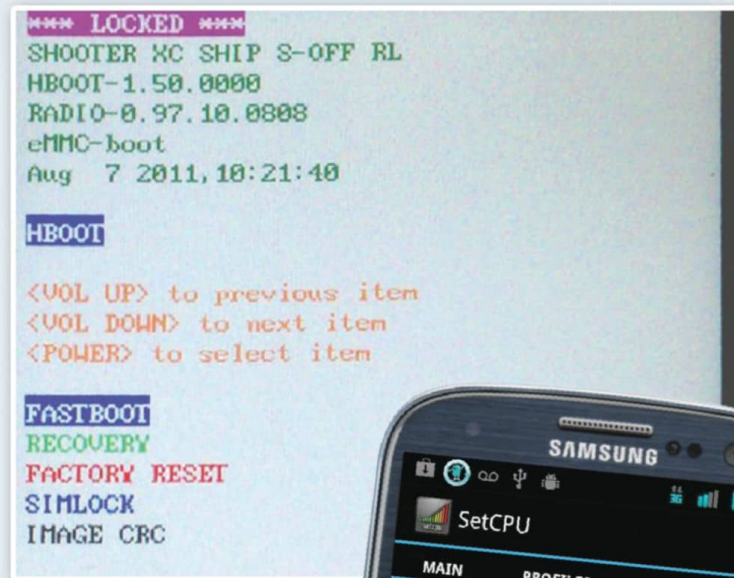 *** LOCKED ***
SHOOTER XC SHIP S-OFF RL
HBOOT-1.50.0000
RADIO-0.97.10.0808
eMMC-boot
Aug 7 2011,10:21:40
HBOOT
<VOL UP> to previous item
<VOL DOWN> to next item
<POWER> to select item
FASTBOOT
RECOVERY
FACTORY RESET
SIMLOCK
IMAGE CRC
SAMSUNG
3G
SetCPU
MAIN